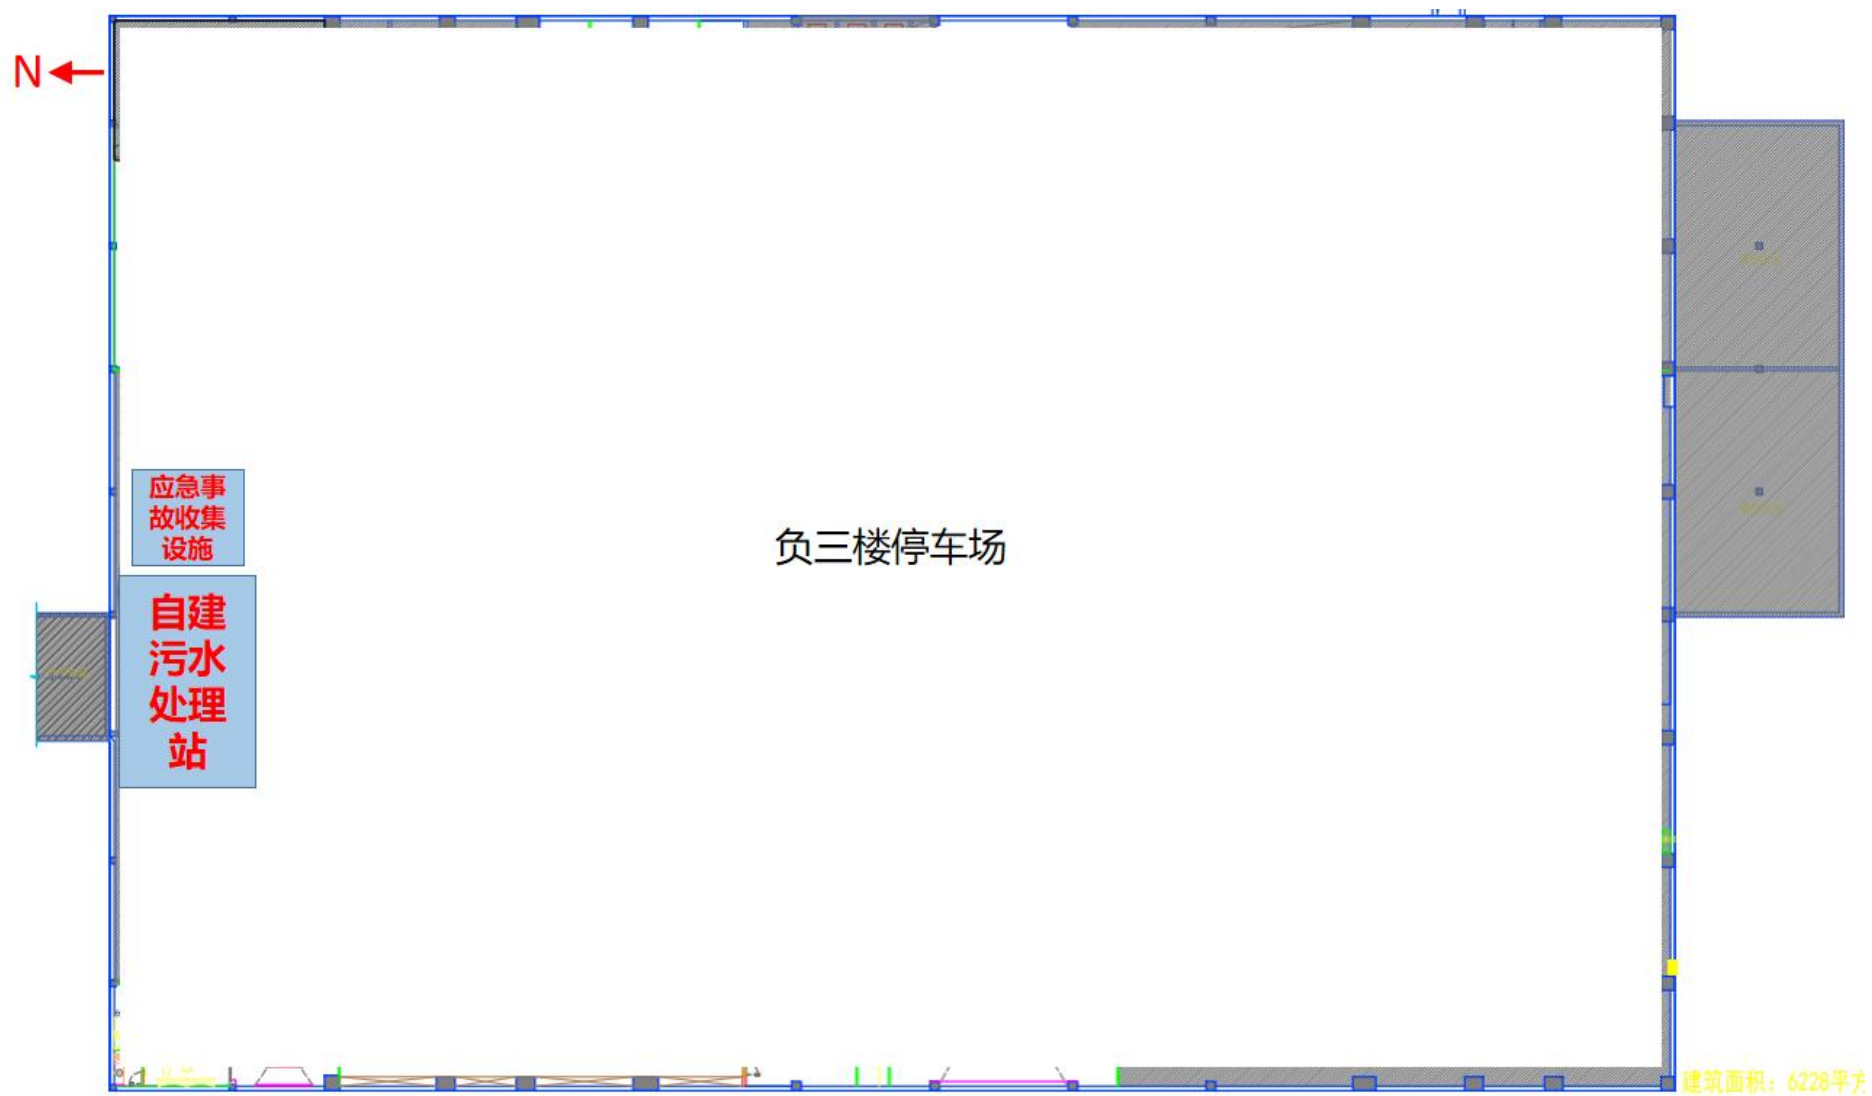 N
应急事
故收集
设施
负三楼停车场
自建
污水
处理
站
建筑面积：6228平方